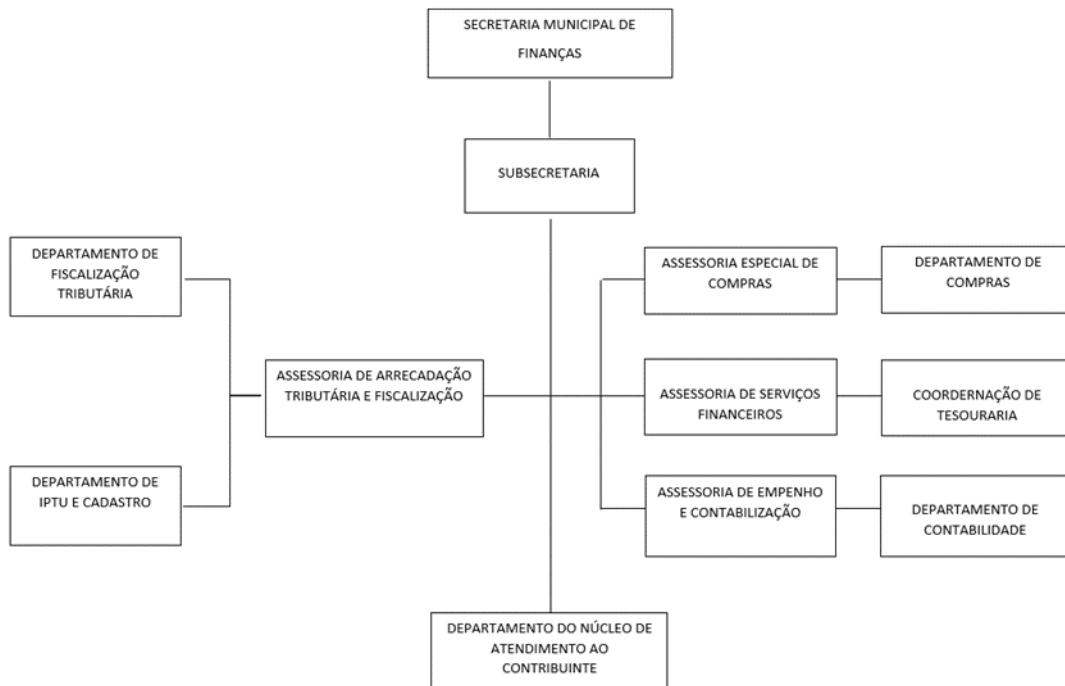 SECRETARIA MUNICIPAL DE
FINANÇAS
SUBSECRETARIA
DEPARTAMENTO DE
FISCALIZAÇÃO
TRIBUTÁRIA
ASSESSORIA ESPECIAL DE
COMPRAS
DEPARTAMENTO DE
COMPRAS
ASSESSORIA DE ARRECADAÇÃO
TRIBUTÁRIA E FISCALIZAÇÃO
ASSESSORIA DE SERVIÇOS
FINANCEIROS
COORDERNAÇÃO DE
TESOURARIA
DEPARTAMENTO DE
IPTU E CADASTRO
ASSESSORIA DE EMPENHO
E CONTABILIZAÇÃO
DEPARTAMENTO DE
CONTABILIDADE
DEPARTAMENTO DO NÚCLEO DE
ATENDIMENTO AO
CONTRIBUINTE